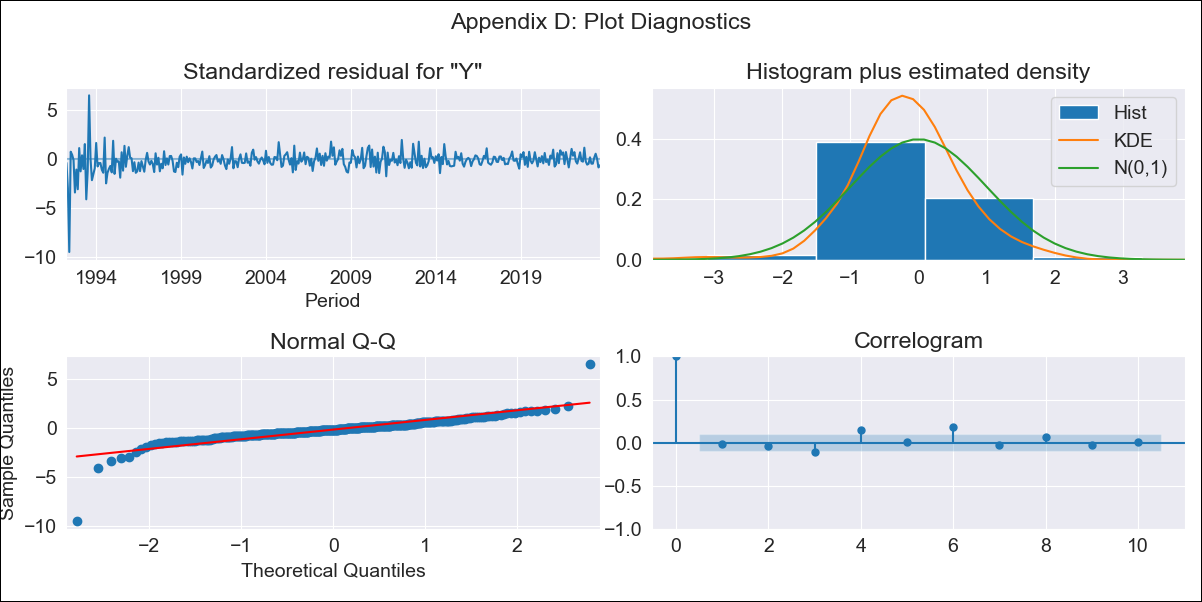 Appendix D: Plot Diagnostics
Standardized residual for "Y"
5
0
−5
−10
1994 1999 2004 2009 2014 2019
Period
Histogram plus estimated density
Hist
KDE
N(0,1)
0.4
0.2
0.0
−3 −2 −1 0 1 2 3
Normal Q-Q
Sample Quantiles
5
0
−5
−10
−2 −1 0 1 2
Theoretical Quantiles
Correlogram
1.0
0.5
0.0
−0.5
−1.0
0 2 4 6 8 10